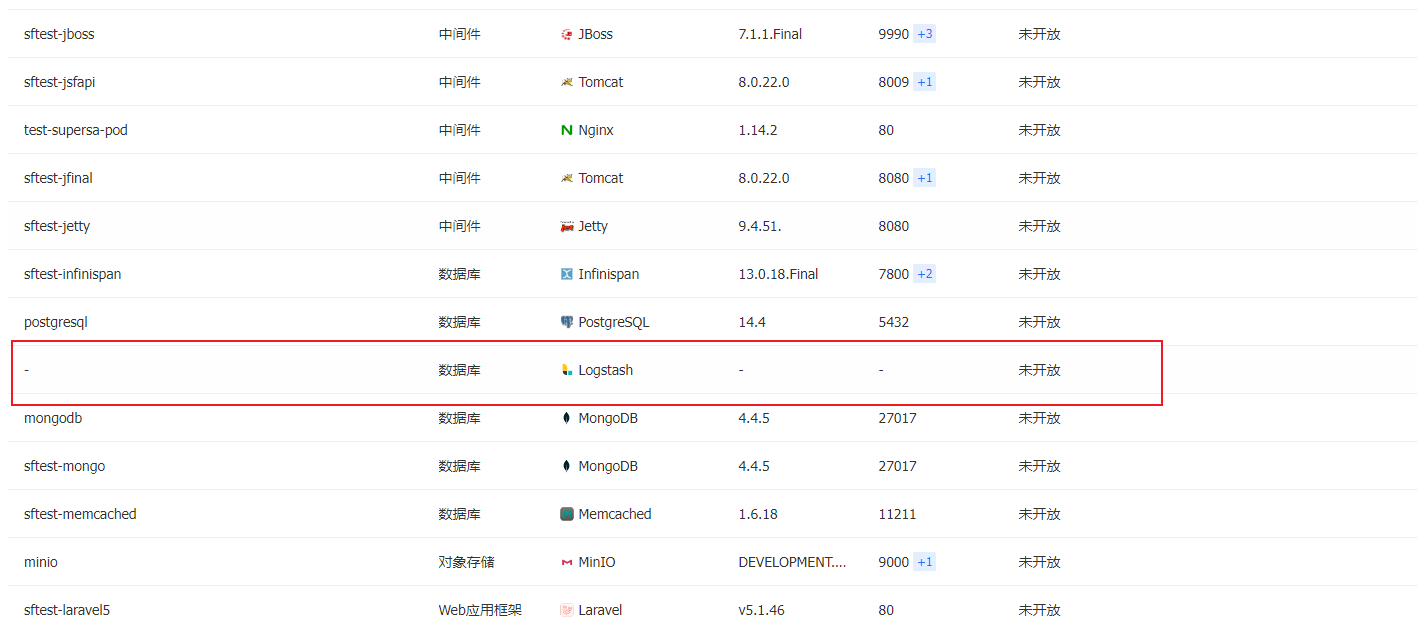 sftest-jboss 中间件 JBoss 7.1.1.Final 9990 +3 未开放
sftest-jsfapi 中间件 Tomcat 8.0.22.0 8009 +1 未开放
test-supersa-pod 中间件 Nginx 1.14.2 80 未开放
sftest-jfinal 中间件 Tomcat 8.0.22.0 8080 +1 未开放
sftest-jetty 中间件 Jetty 9.4.51. 8080 未开放
sftest-infinispan 数据库 Infinispan 13.0.18.Final 7800 +2 未开放
postgresql 数据库 PostgreSQL 14.4 5432 未开放
- 数据库 Logstash - - 未开放
mongodb 数据库 MongoDB 4.4.5 27017 未开放
sftest-mongo 数据库 MongoDB 4.4.5 27017 未开放
sftest-memcached 数据库 Memcached 1.6.18 11211 未开放
minio 对象存储 MinIO DEVELOPMENT.... 9000 +1 未开放
sftest-laravel5 Web应用框架 Laravel v5.1.46 80 未开放